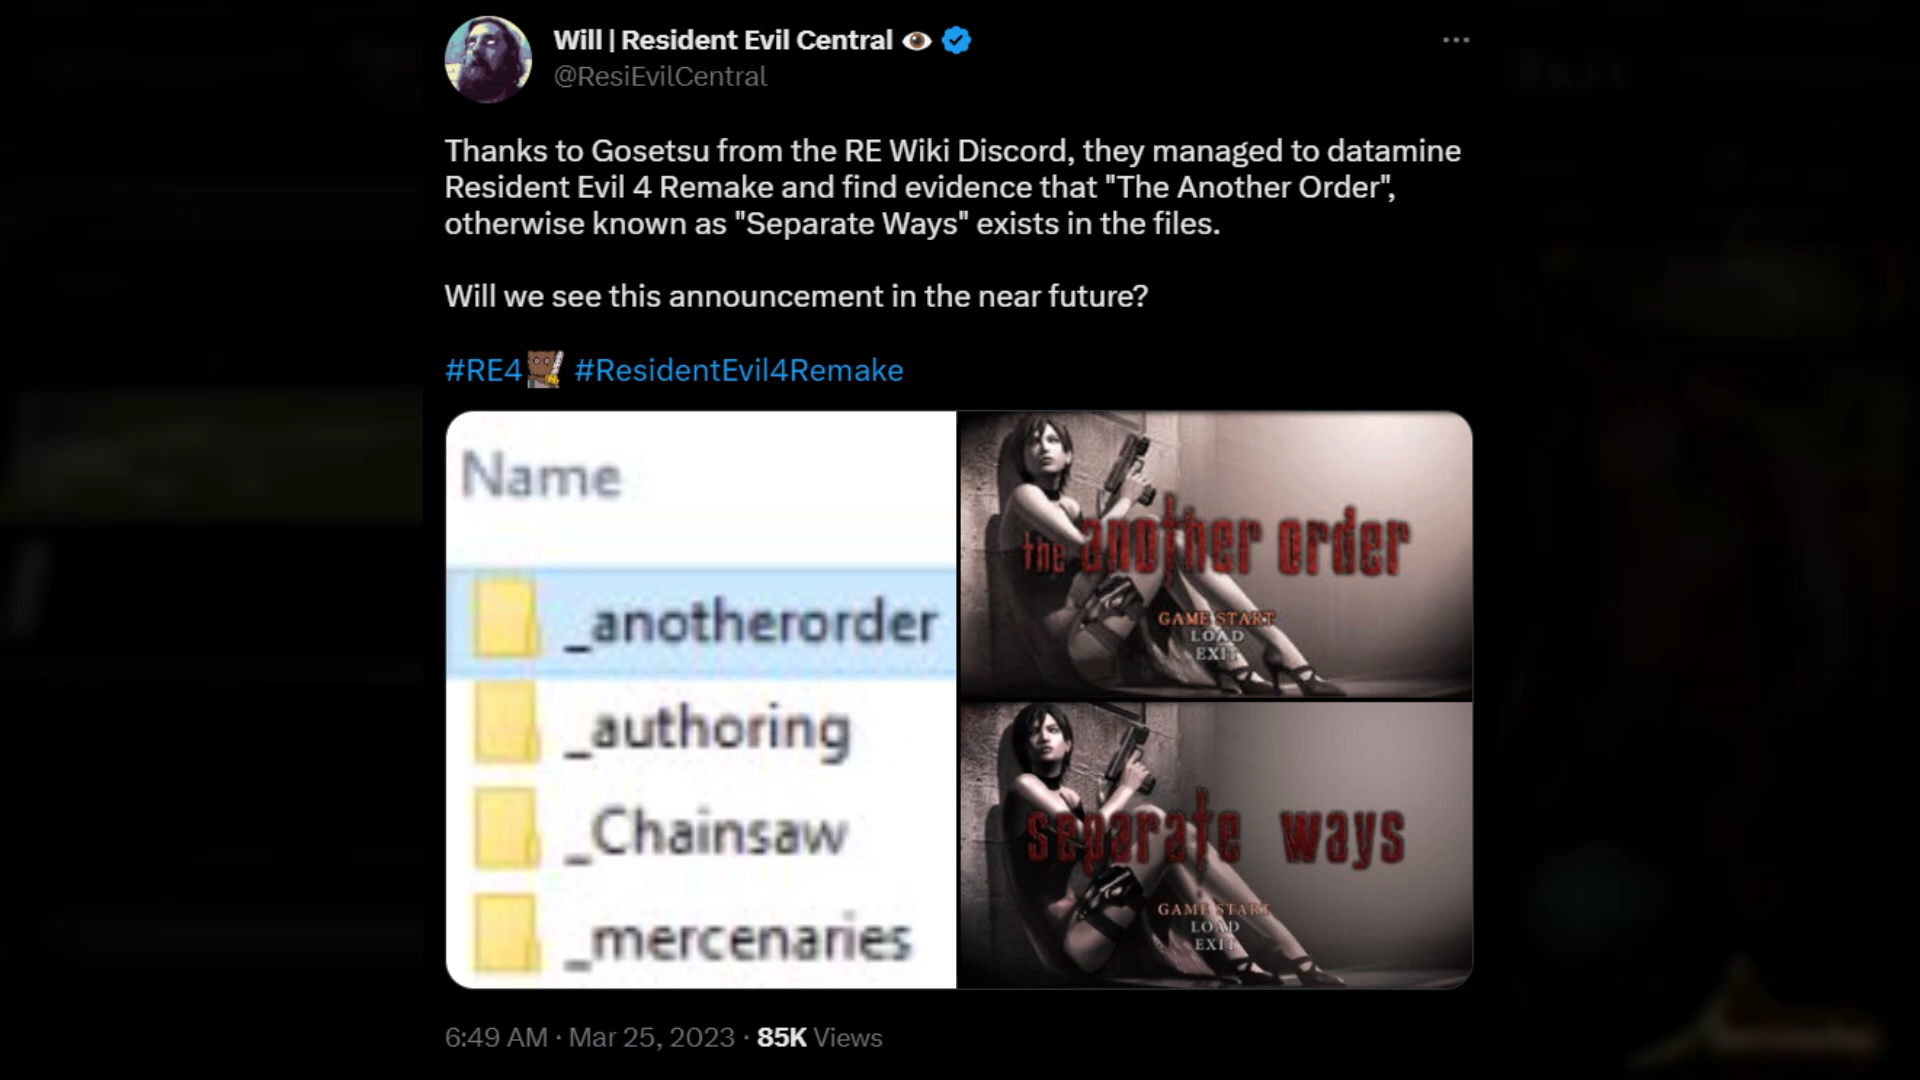 Will | Resident Evil Central
@ResiEvilCentral
Thanks to Gosetsu from the RE Wiki Discord, they managed to datamine
Resident Evil 4 Remake and find evidence that "The Another Order",
otherwise known as "Separate Ways" exists in the files.
Will we see this announcement in the near future?
#RE4 #ResidentEvil4Remake
Name
_anotherorder
_authoring
_Chainsaw
_mercenaries
the another order
GAME START
LOAD
EXIT
separate ways
GAME START
LOAD
EXIT
6:49 AM · Mar 25, 2023 · 85K Views